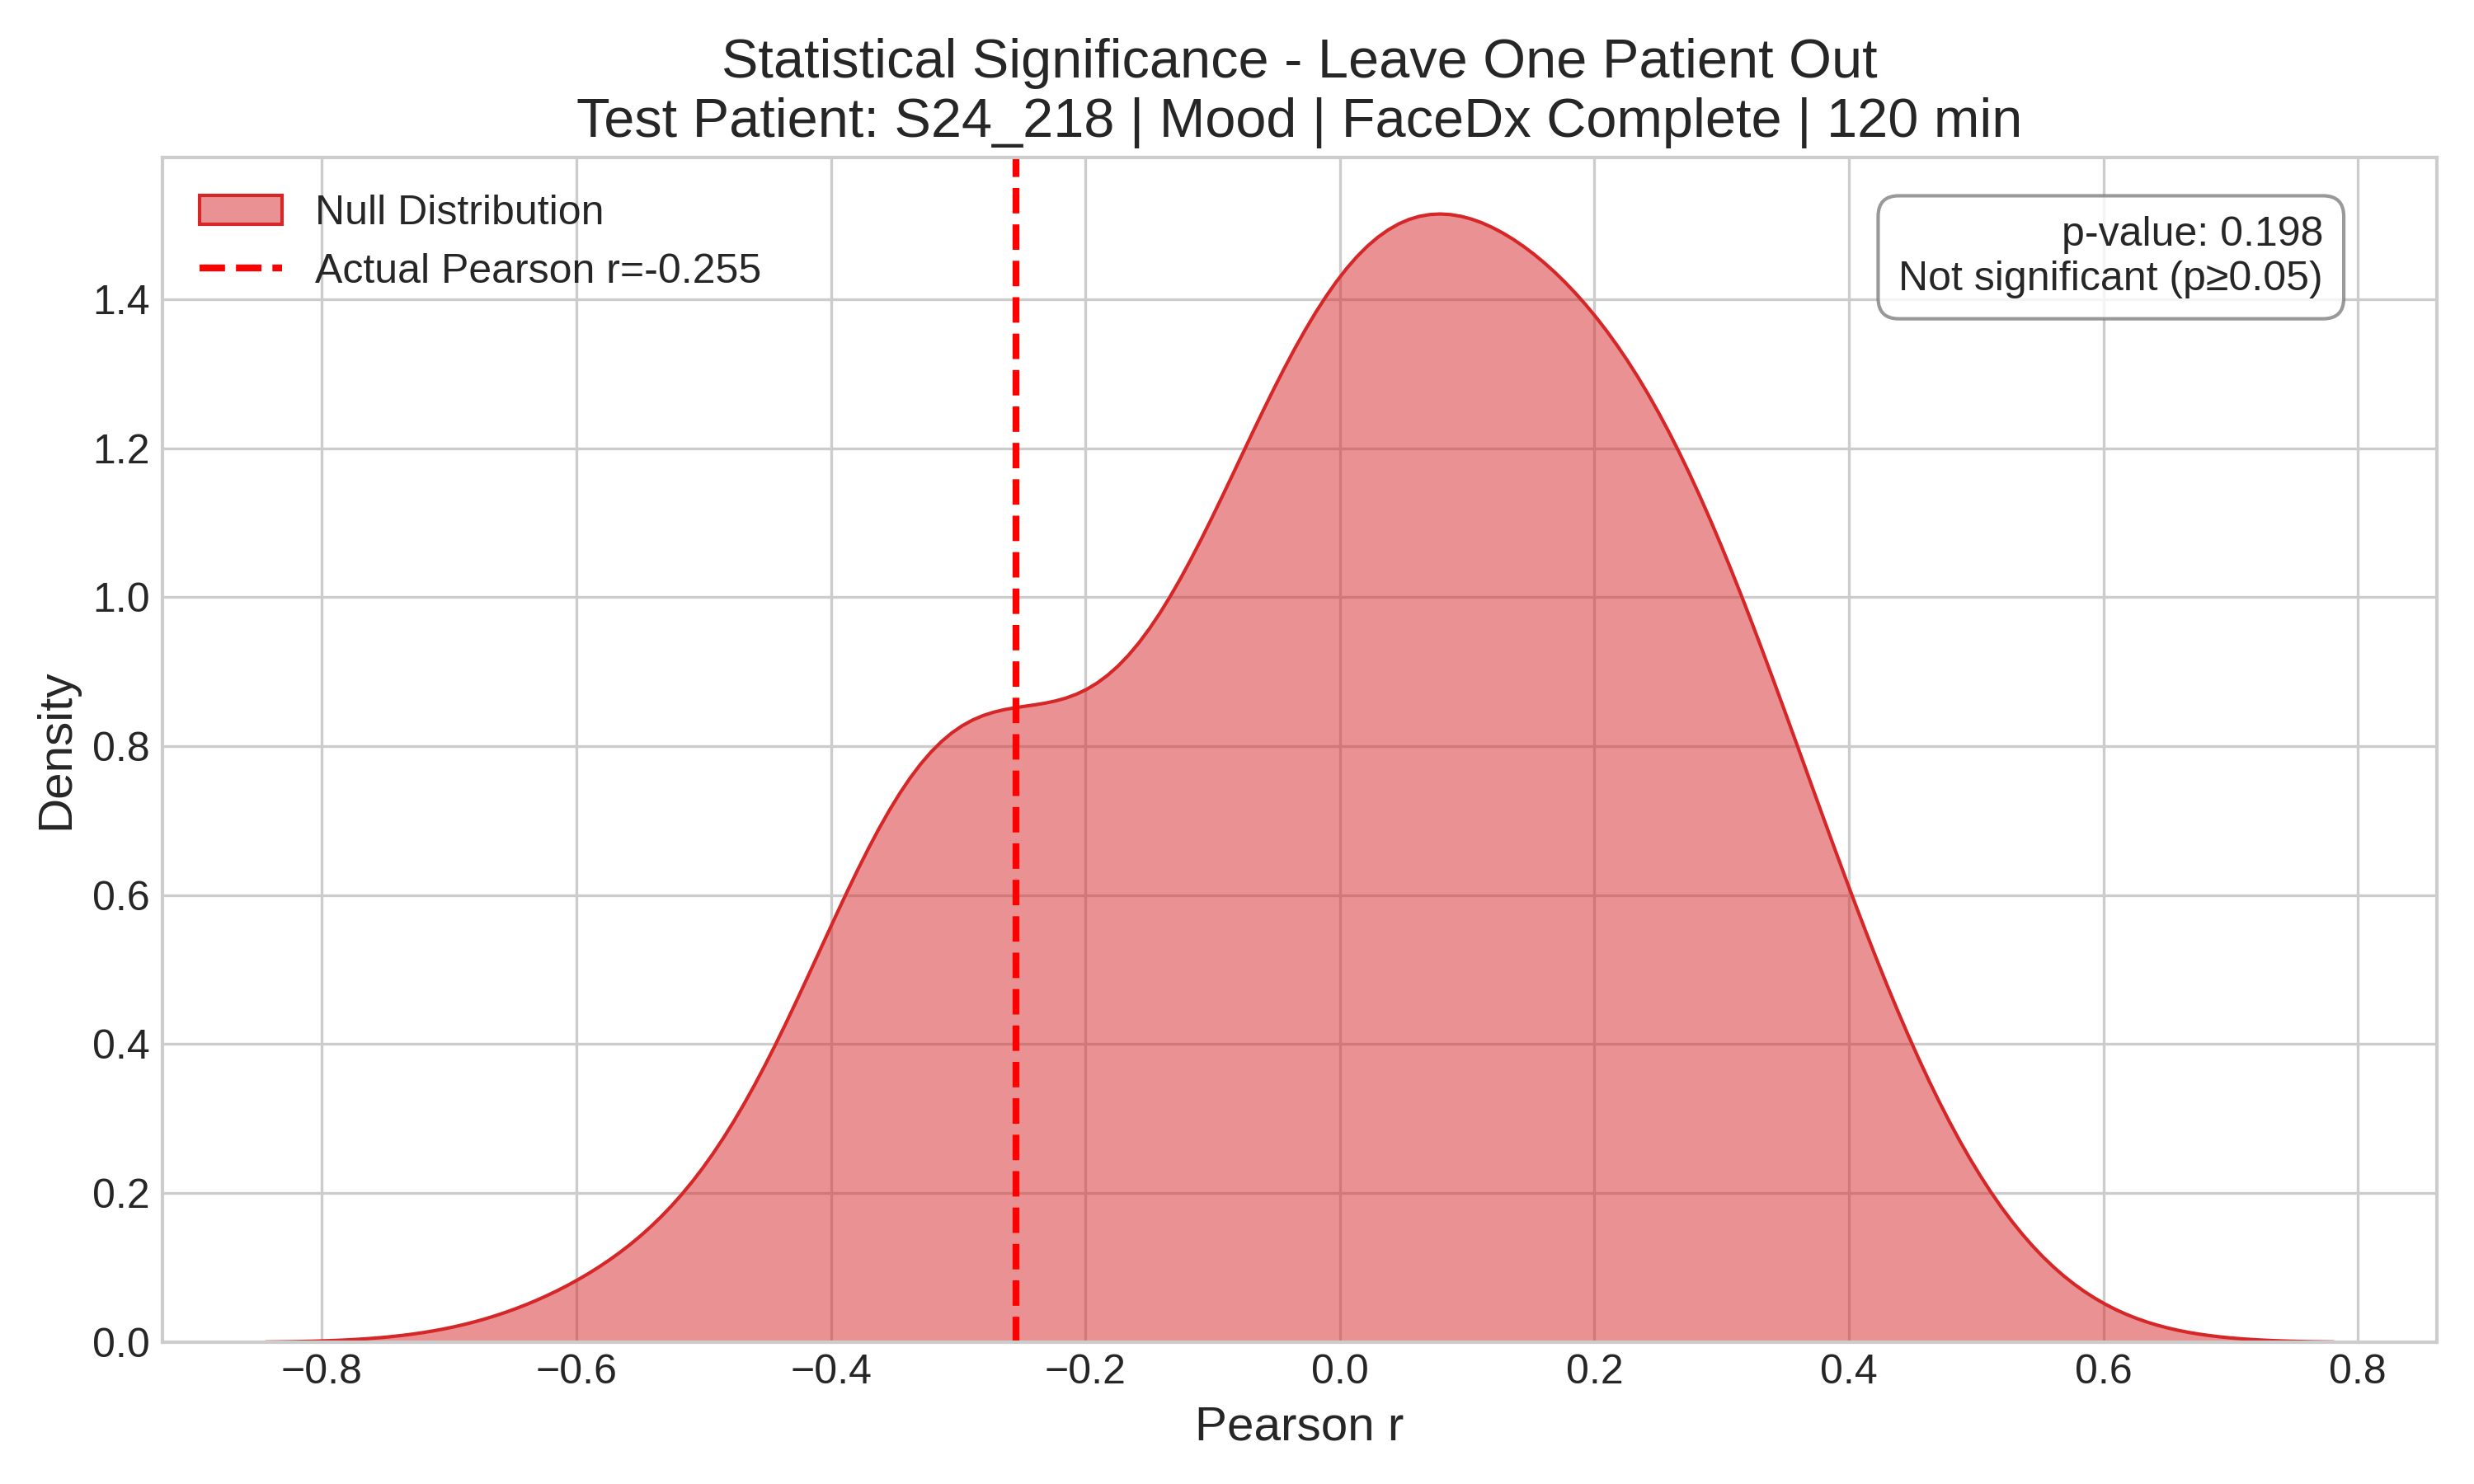 Statistical Significance - Leave One Patient Out
Test Patient: S24_218 | Mood | FaceDx Complete | 120 min
Null Distribution
Actual Pearson r=-0.255
p-value: 0.198
Not significant (p≥0.05)
1.4
1.2
1.0
0.8
0.6
0.4
0.2
0.0
Density
−0.8
−0.6
−0.4
−0.2
0.0
0.2
0.4
0.6
0.8
Pearson r